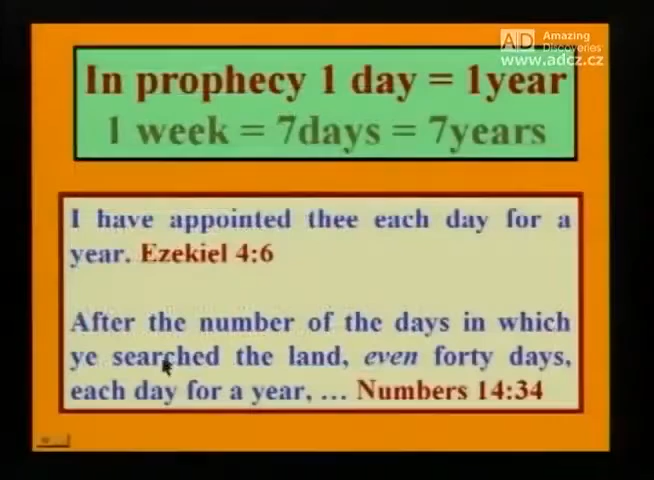 AD Amazing
Discoveries
www.adcz.cz
In prophecy 1 day = 1year
1 week = 7days = 7years
I have appointed thee each day for a
year. Ezekiel 4:6
After the number of the days in which
ye searched the land, even forty days,
each day for a year, … Numbers 14:34